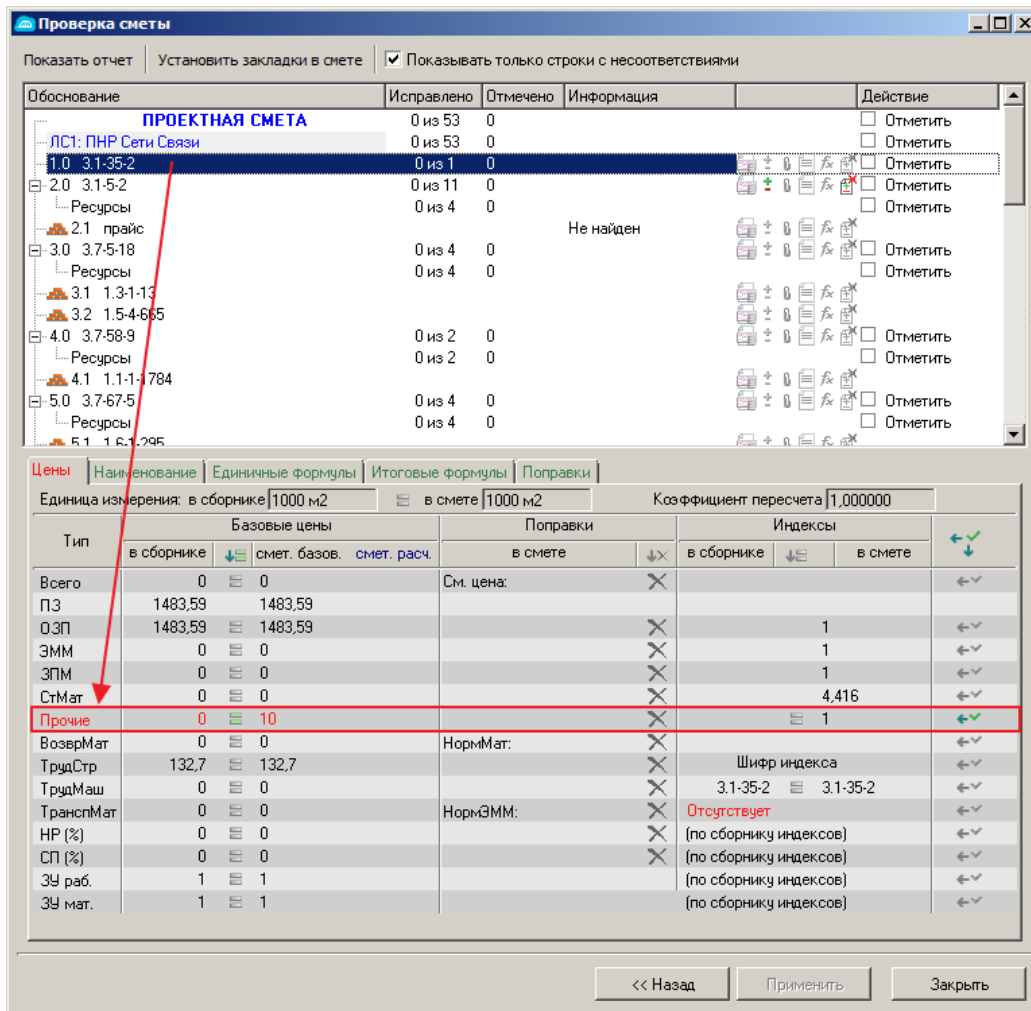 Проверка сметы
Показать отчет Установить закладки в смете Показывать только строки с несоответствиями
Обоснование Исправлено Отмечено Информация Действие
ПРОЕКТНАЯ СМЕТА 0 из 53 0 Отметить
ЛС1: ПНР Сети Связи 0 из 53 0 Отметить
1.0 3.1-35-2 0 из 1 0 Отметить
2.0 3.1-5-2 0 из 11 0 Отметить
Ресурсы 0 из 4 0 Отметить
2.1 прайс Не найден
3.0 3.7-5-18 0 из 4 0 Отметить
Ресурсы 0 из 4 0 Отметить
3.1 1.3-1-13
3.2 1.5-4-665
4.0 3.7-58-9 0 из 2 0 Отметить
Ресурсы 0 из 2 0 Отметить
4.1 1.1-1-1784
5.0 3.7-67-5 0 из 4 0 Отметить
Ресурсы 0 из 4 0 Отметить
5.1 1.6-1-295
Цены Наименование Единичные формулы Итоговые формулы Поправки
Единица измерения: в сборнике 1000 м2 в смете 1000 м2 Коэффициент пересчета 1,000000
Тип Базовые цены Поправки Индексы
в сборнике смет. базов. смет. расч. в смете в сборнике в смете
Всего 0 0 См. цена:
ПЗ 1483,59 1483,59
ОЗП 1483,59 1483,59 1
ЭММ 0 0 1
ЗПМ 0 0 1
СтМат 0 0 4,416
Прочие 0 10 1
ВозврМат 0 0 НормМат:
ТрудСтр 132,7 132,7 Шифр индекса
ТрудМаш 0 0 3.1-35-2 3.1-35-2
ТранспМат 0 0 НормЭММ: Отсутствует
НР (%) 0 0 (по сборнику индексов)
СП (%) 0 0 (по сборнику индексов)
ЗУ раб. 1 1 (по сборнику индексов)
ЗУ мат. 1 1 (по сборнику индексов)
<< Назад Применить Закрыть